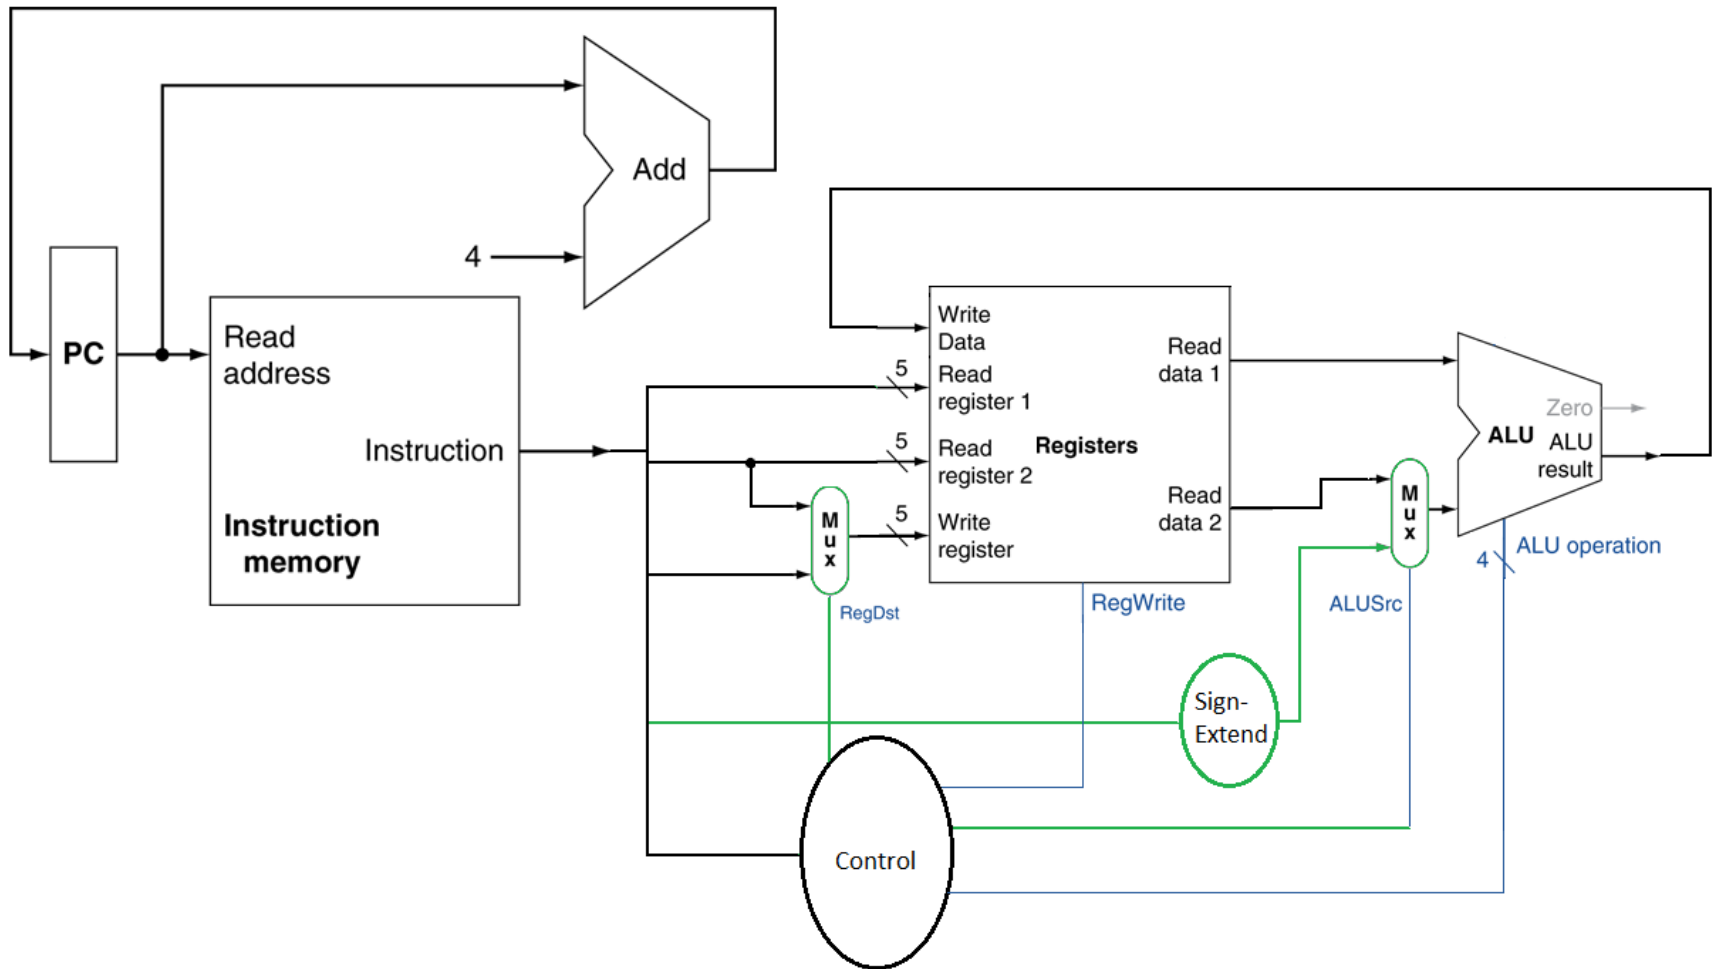 Add
4
PC
Read
address
Instruction
Instruction
memory
Write
Data
5
Read
register 1
5
Read
register 2
5
Write
register
Registers
Read
data 1
Read
data 2
M
u
x
RegDst
RegWrite
M
u
x
ALUSrc
Zero
ALU
ALU
result
4
ALU operation
Sign-
Extend
Control